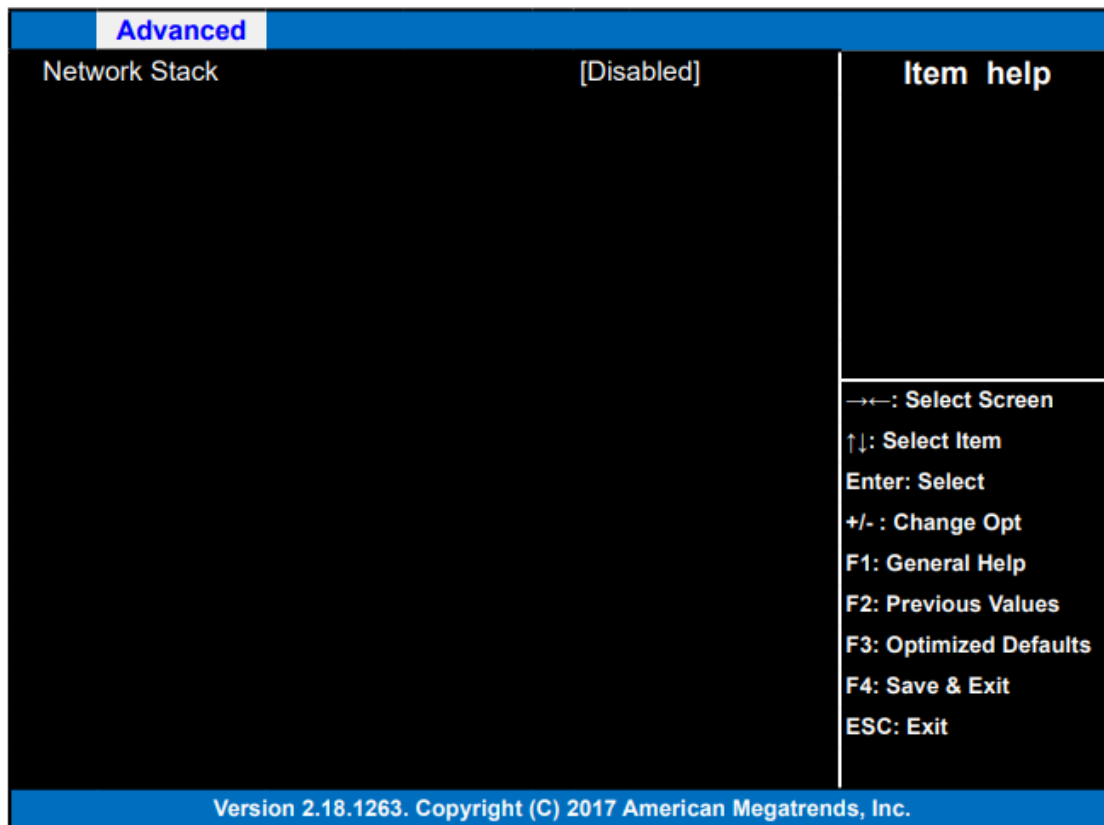 Advanced
Network Stack [Disabled]
Item help
→←: Select Screen
↑↓: Select Item
Enter: Select
+/- : Change Opt
F1: General Help
F2: Previous Values
F3: Optimized Defaults
F4: Save & Exit
ESC: Exit
Version 2.18.1263. Copyright (C) 2017 American Megatrends, Inc.